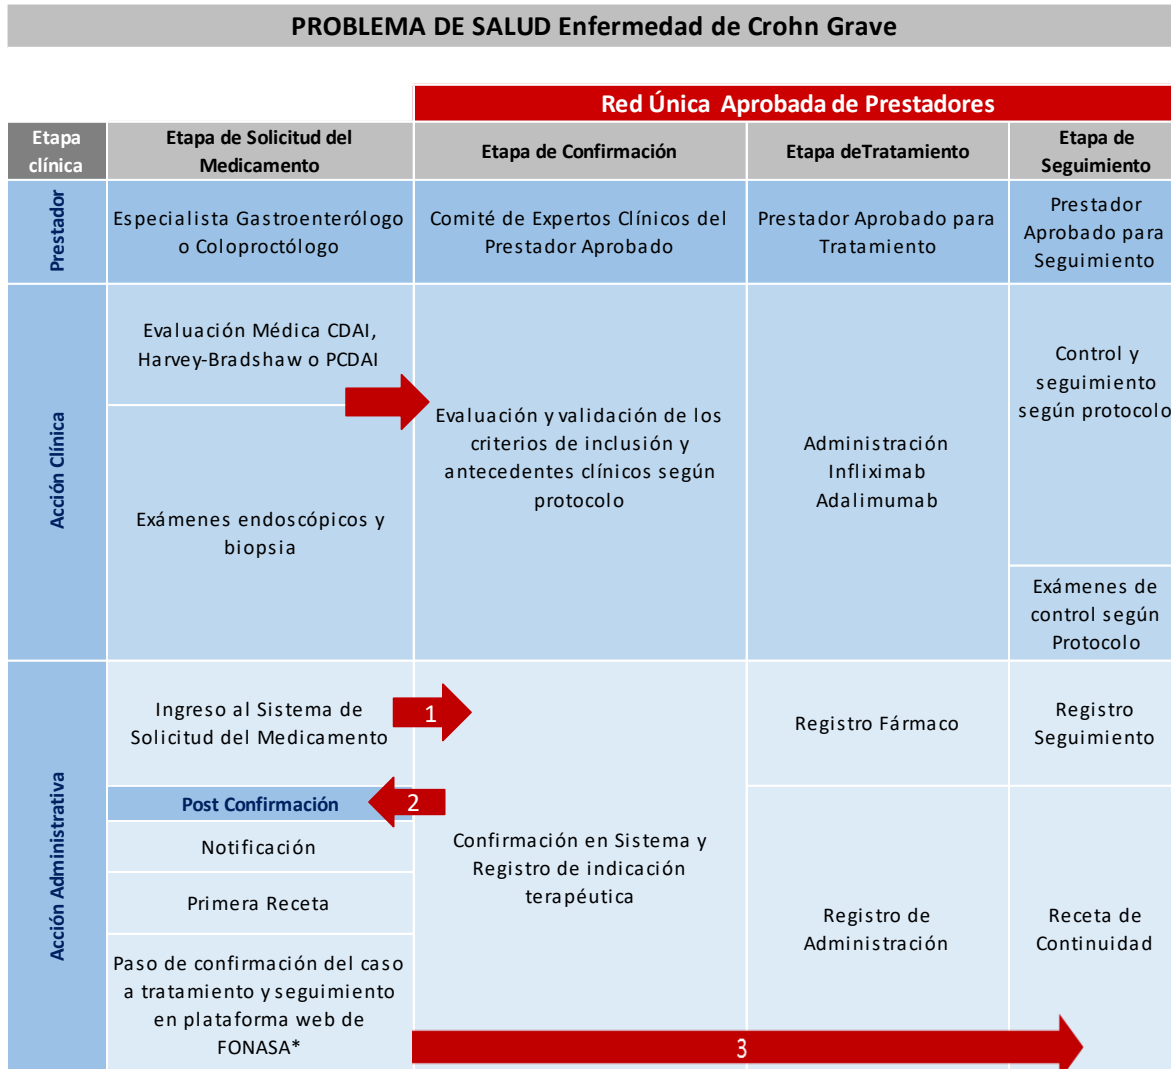 PROBLEMA DE SALUD Enfermedad de Crohn Grave
Red Única Aprobada de Prestadores
Etapa
clínica
Etapa de Solicitud del
Medicamento
Etapa de Confirmación
Etapa deTratamiento
Etapa de
Seguimiento
Prestador
Especialista Gastroenterólogo
o Coloproctólogo
Comité de Expertos Clínicos del
Prestador Aprobado
Prestador Aprobado para
Tratamiento
Prestador
Aprobado para
Seguimiento
Acción Clínica
Evaluación Médica CDAI,
Harvey-Bradshaw o PCDAI
Exámenes endoscópicos y
biopsia
Evaluación y validación de los
criterios de inclusión y
antecedentes clínicos según
protocolo
Administración
Infliximab
Adalimumab
Control y
seguimiento
según protocolo
Exámenes de
control según
Protocolo
Acción Administrativa
Ingreso al Sistema de
Solicitud del Medicamento
1
Post Confirmación
2
Notificación
Primera Receta
Paso de confirmación del caso
a tratamiento y seguimiento
en plataforma web de
FONASA*
Confirmación en Sistema y
Registro de indicación
terapéutica
Registro Fármaco
Registro de
Administración
Registro
Seguimiento
Receta de
Continuidad
3